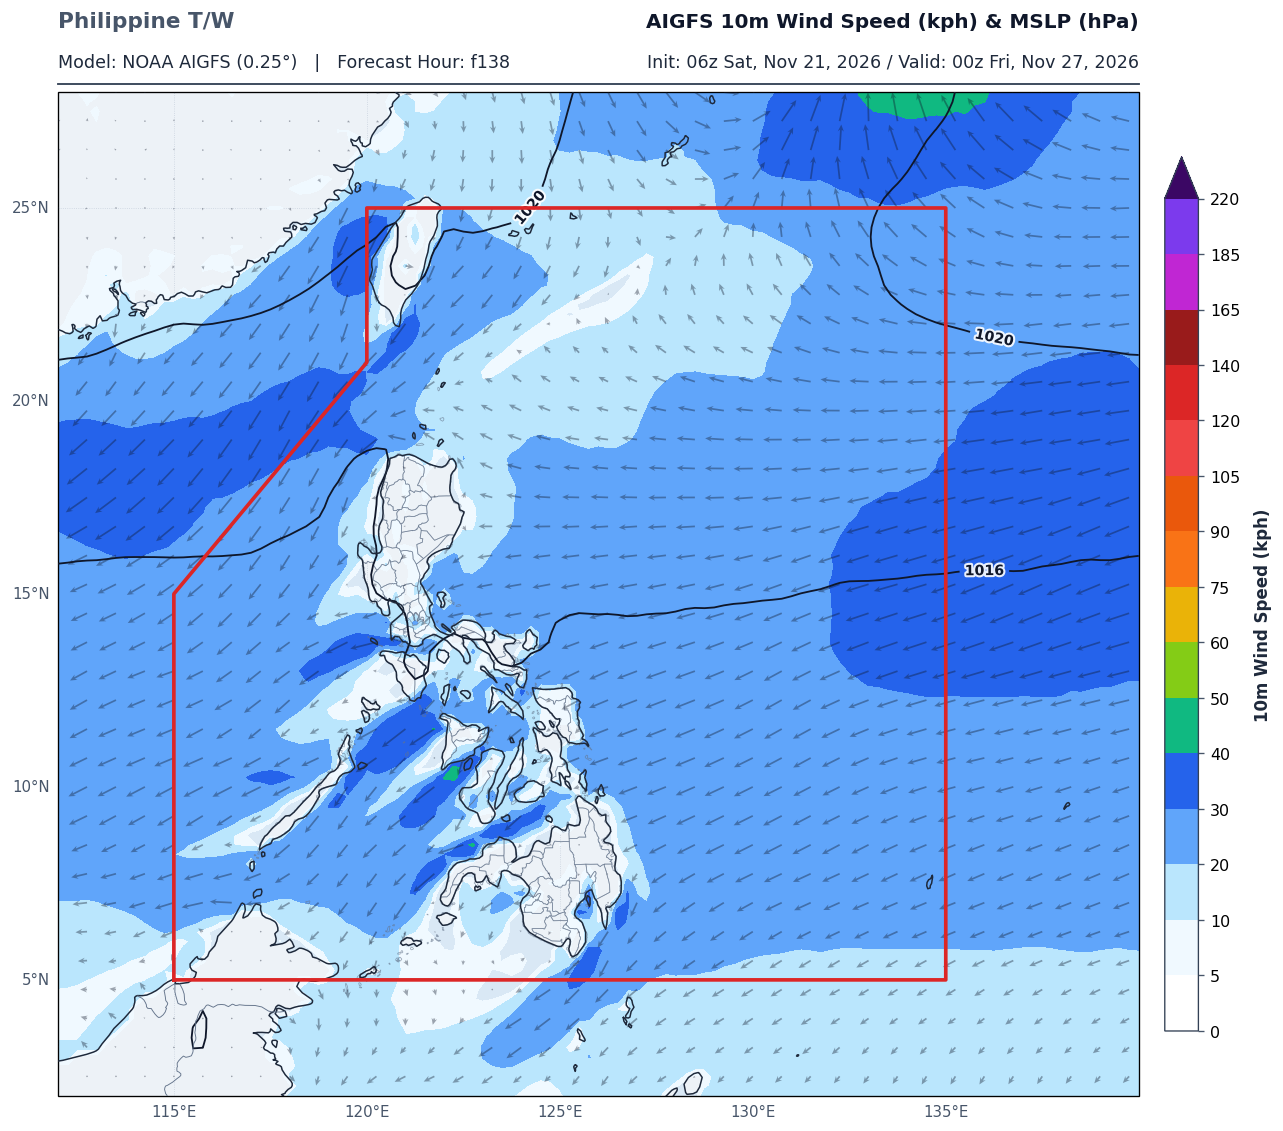 Philippine T/W
AIGFS 10m Wind Speed (kph) & MSLP (hPa)
Model: NOAA AIGFS (0.25°)   |   Forecast Hour: f138
Init: 06z Sat, Nov 21, 2026 / Valid: 00z Fri, Nov 27, 2026
25°N
20°N
15°N
10°N
5°N
115°E
120°E
125°E
130°E
135°E
1020
1020
1016
220
185
165
140
120
105
90
75
60
50
40
30
20
10
5
0
10m Wind Speed (kph)